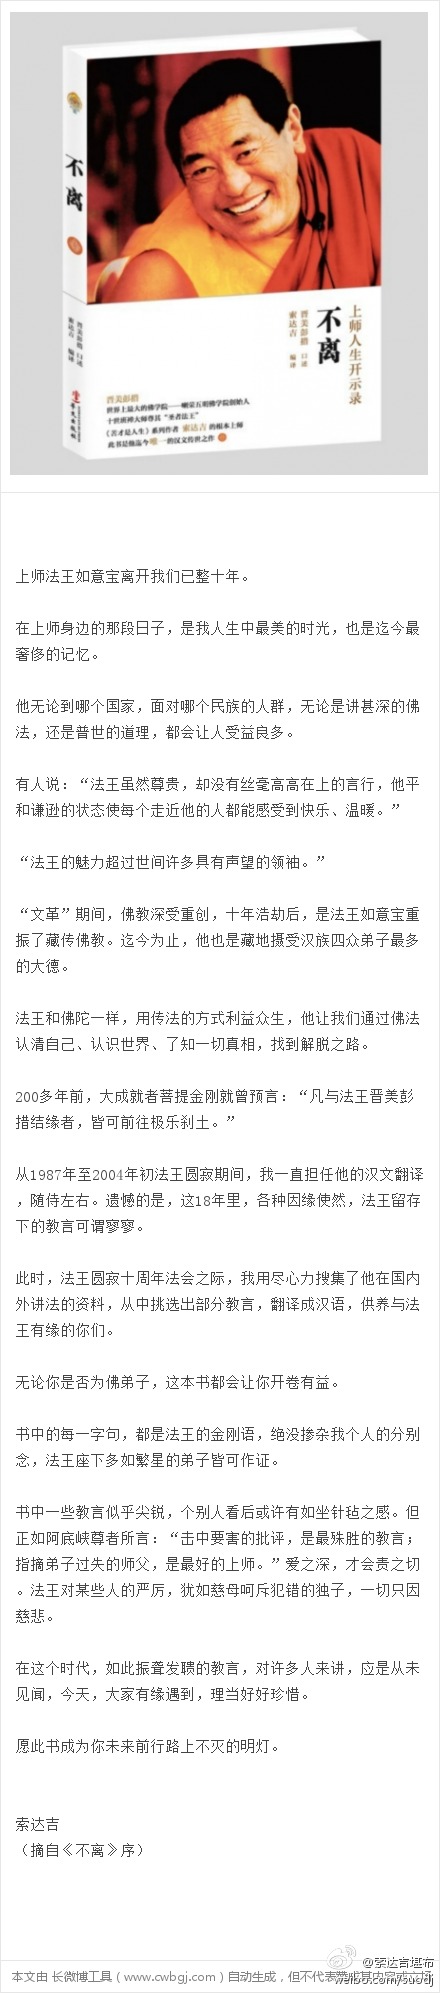 不离
晋美彭措 口述
索达吉 编译
华文出版社
上师人生开示录
不离
晋美彭措 口述
索达吉 编译
晋美彭措
世界上最大的佛学院——喇荣五明佛学院创始人
十世班禅大师尊其“圣者法王”
《苦才是人生》系列作者 索达吉 的根本上师
此书是他迄今唯一的汉文传世之作
上师法王如意宝离开我们已整十年。
在上师身边的那段日子，是我人生中最美的时光，也是迄今最
奢侈的记忆。
他无论到哪个国家，面对哪个民族的人群，无论是讲甚深的佛
法，还是普世的道理，都会让人受益良多。
有人说：“法王虽然尊贵，却没有丝毫高高在上的言行，他平
和谦逊的状态使每个走近他的人都能感受到快乐、温暖。”
“法王的魅力超过世间许多具有声望的领袖。”
“文革”期间，佛教深受重创，十年浩劫后，是法王如意宝重
振了藏传佛教。迄今为止，他也是藏地摄受汉族四众弟子最多
的大德。
法王和佛陀一样，用传法的方式利益众生，他让我们通过佛法
认清自己、认识世界、了知一切真相，找到解脱之路。
200多年前，大成就者菩提金刚就曾预言：“凡与法王晋美彭
措结缘者，皆可前往极乐刹土。”
从1987年至2004年初法王圆寂期间，我一直担任他的汉文翻译
，随侍左右。遗憾的是，这18年里，各种因缘使然，法王留存
下的教言可谓寥寥。
此时，法王圆寂十周年法会之际，我用尽心力搜集了他在国内
外讲法的资料，从中挑选出部分教言，翻译成汉语，供养与法
王有缘的你们。
无论你是否为佛弟子，这本书都会让你开卷有益。
书中的每一字句，都是法王的金刚语，绝没掺杂我个人的分别
念，法王座下多如繁星的弟子皆可作证。
书中一些教言似乎尖锐，个别人看后或许有如坐针毡之感。但
正如阿底峡尊者所言：“击中要害的批评，是最殊胜的教言；
指摘弟子过失的师父，是最好的上师。”爱之深，才会责之切
。法王对某些人的严厉，犹如慈母呵斥犯错的独子，一切只因
慈悲。
在这个时代，如此振聋发聩的教言，对许多人来讲，应是从未
见闻，今天，大家有缘遇到，理当好好珍惜。
愿此书成为你未来前行路上不灭的明灯。
索达吉
（摘自《不离》序）
@索达吉堪布
本文由 长微博工具（www.cwbgj.com）自动生成，但不代表赞成其内容或立场
weibo.com/suodj